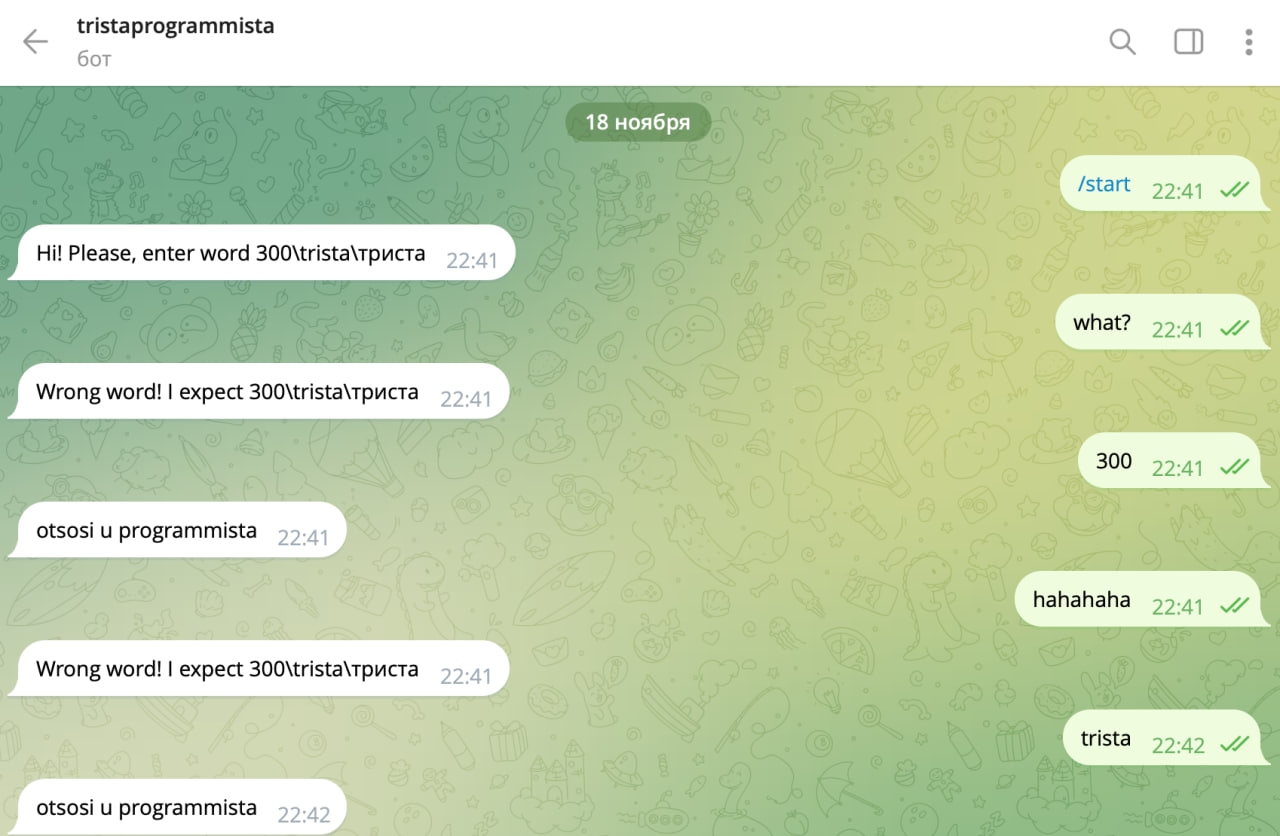 tristaprogrammista
бот
18 ноября
/start 22:41
Hi! Please, enter word 300\trista\триста 22:41
what? 22:41
Wrong word! I expect 300\trista\триста 22:41
300 22:41
otsosi u programmista 22:41
hahahaha 22:41
Wrong word! I expect 300\trista\триста 22:41
trista 22:42
otsosi u programmista 22:42